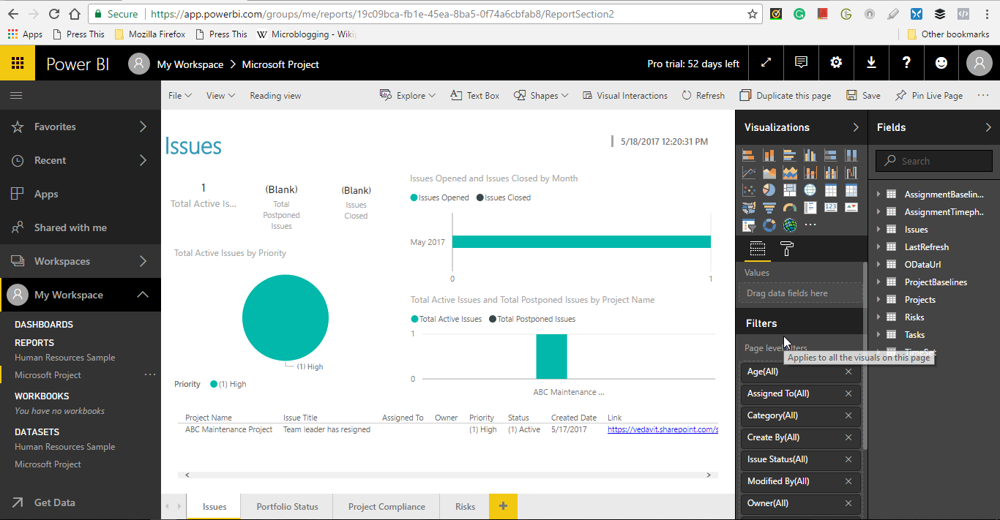 Secure https://app.powerbi.com/groups/me/reports/19c09bca-fb1e-45ea-8ba5-0f74a6cbfab8/ReportSection2
Apps Press This Mozilla Firefox Press This Microblogging - Wiki Other bookmarks
Power BI My Workspace > Microsoft Project Pro trial: 52 days left
File View Reading view Explore Text Box Shapes Visual Interactions Refresh Duplicate this page Save Pin Live Page ...
Favorites
Recent
Apps
Shared with me
Workspaces
My Workspace
DASHBOARDS
REPORTS
Human Resources Sample
Microsoft Project ...
WORKBOOKS
You have no workbooks
DATASETS
Human Resources Sample
Microsoft Project
Get Data
Issues
5/18/2017 12:20:31 PM
1
Total Active Is...
(Blank)
Total
Postponed
Issues
(Blank)
Issues
Closed
Issues Opened and Issues Closed by Month
Issues Opened Issues Closed
May 2017
0 1
Total Active Issues by Priority
(1) High
Priority (1) High
Total Active Issues and Total Postponed Issues by Project Name
Total Active Issues Total Postponed Issues
1
0
ABC Maintenance ...
Project Name Issue Title Assigned To Owner Priority Status Created Date Link
ABC Maintenance Project Team leader has resigned (1) High (1) Active 5/17/2017 https://vedavit.sharepoint.com/s
Issues Portfolio Status Project Compliance Risks +
Visualizations
123
...
Values
Drag data fields here
Filters
Page level filters
Applies to all the visuals on this page
Age(All)
Assigned To(All)
Category(All)
Create By(All)
Issue Status(All)
Modified By(All)
Owner(All)
Fields
Search
AssignmentBaselin...
AssignmentTimeph...
Issues
LastRefresh
ODataUrl
ProjectBaselines
Projects
Risks
Tasks
TimeSet